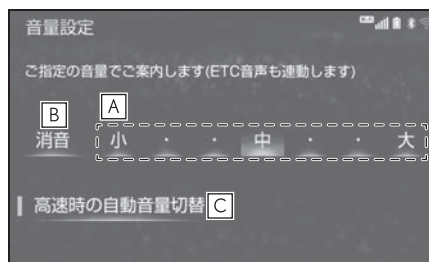 音量設定
ご指定の音量でご案内します(ETC音声も連動します)
B A
消音 小 ・ ・ 中 ・ ・ 大
高速時の自動音量切替 C